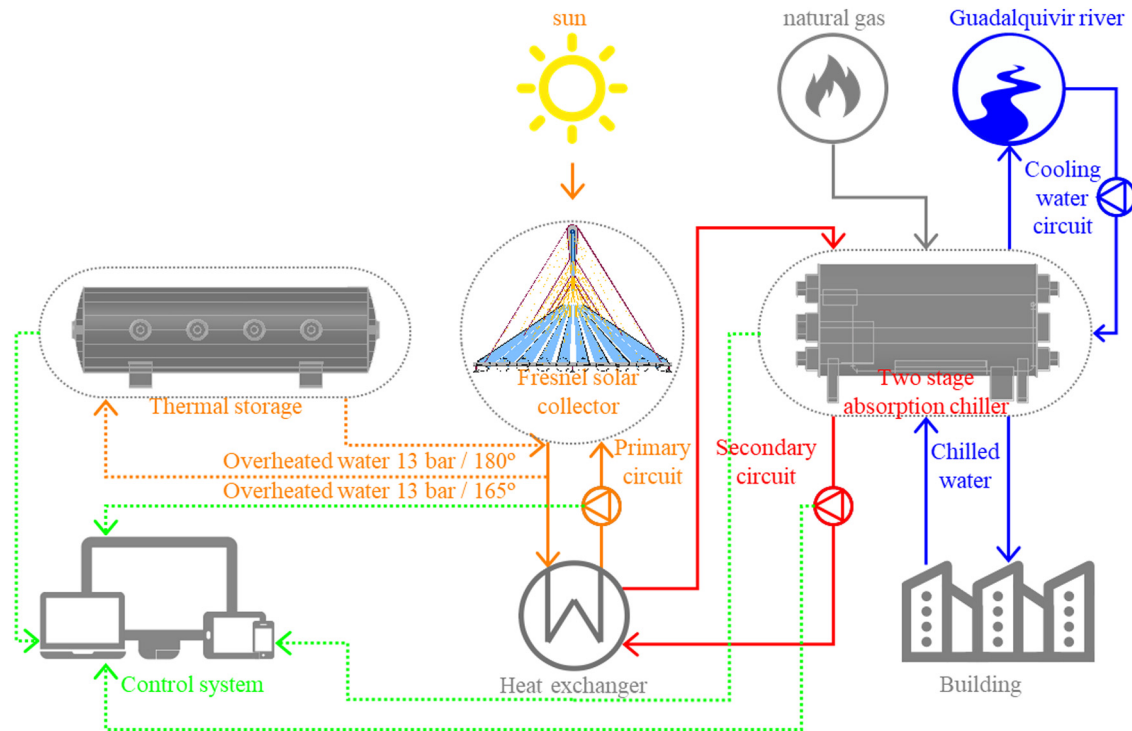 sun
natural gas
Guadalquivir river
Cooling
water
circuit
Thermal storage
Fresnel solar
collector
Two stage
absorption chiller
Overheated water 13 bar / 180º
Overheated water 13 bar / 165º
Primary
circuit
Secondary
circuit
Chilled
water
Control system
Heat exchanger
Building